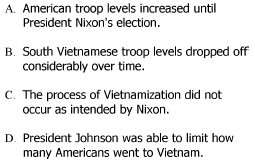 A. American troop levels increased until
President Nixon's election.
B. South Vietnamese troop levels dropped off
considerably over time.
C. The process of Vietnamization did not
occur as intended by Nixon.
D. President Johnson was able to limit how
many Americans went to Vietnam.